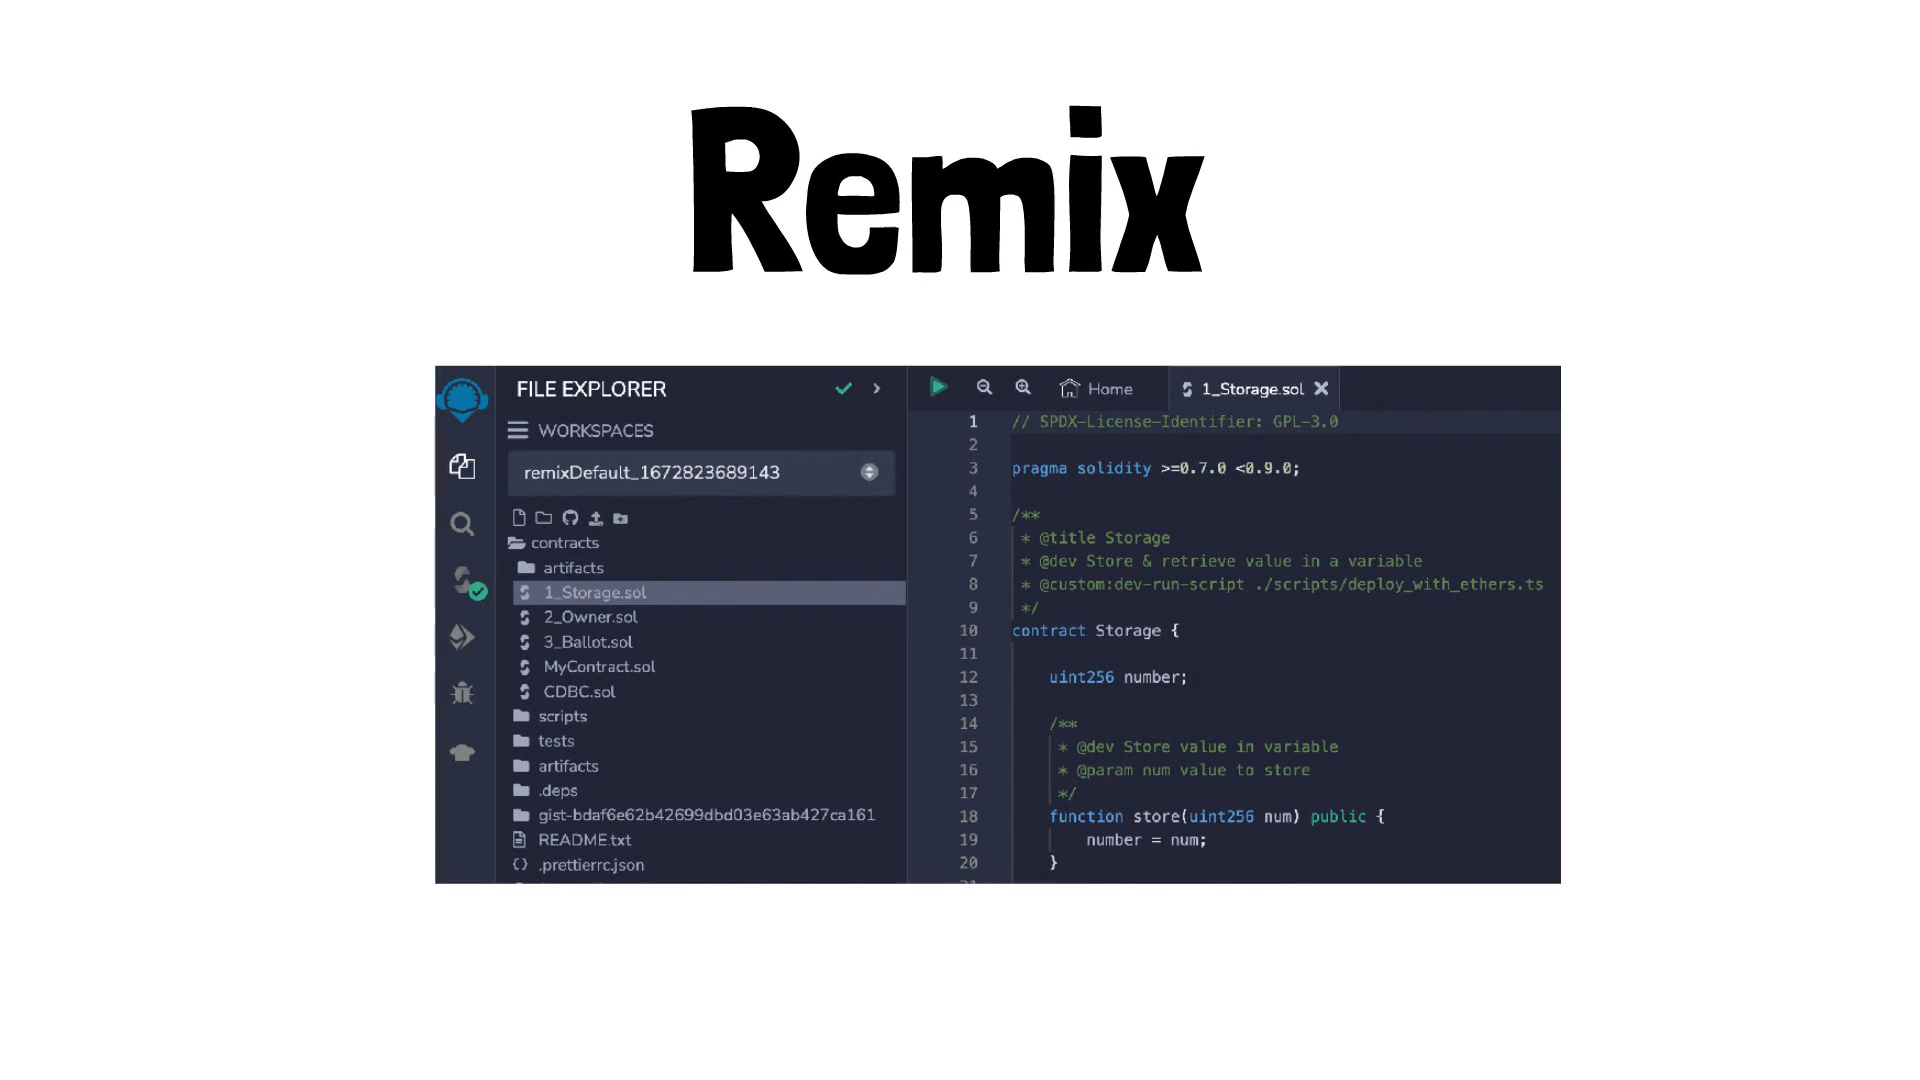 Remix
FILE EXPLORER
WORKSPACES
remixDefault_1672823689143
contracts
artifacts
1_Storage.sol
2_Owner.sol
3_Ballot.sol
MyContract.sol
CDBC.sol
scripts
tests
artifacts
.deps
gist-bdaf6e62b42699dbd03e63ab427ca161
README.txt
.prettierrc.json
Home
1_Storage.sol
1 // SPDX-License-Identifier: GPL-3.0
2
3 pragma solidity >=0.7.0 <0.9.0;
4
5 /**
6 * @title Storage
7 * @dev Store & retrieve value in a variable
8 * @custom:dev-run-script ./scripts/deploy_with_ethers.ts
9 */
10 contract Storage {
11
12 uint256 number;
13
14 /**
15 * @dev Store value in variable
16 * @param num value to store
17 */
18 function store(uint256 num) public {
19 number = num;
20 }